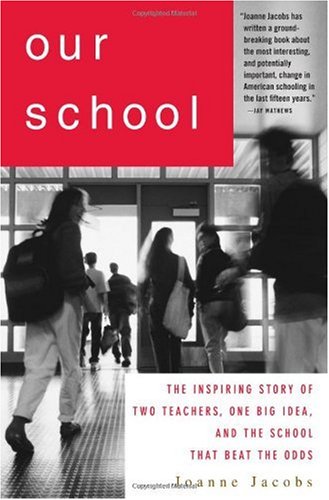 our
school
"Joanne Jacobs has
written a ground-
breaking book about
the most interesting,
and potentially
important, change in
American schooling in
the last fifteen years."
—JAY MATHEWS
THE INSPIRING STORY OF
TWO TEACHERS, ONE BIG IDEA,
AND THE SCHOOL
THAT BEAT THE ODDS
Joanne Jacobs